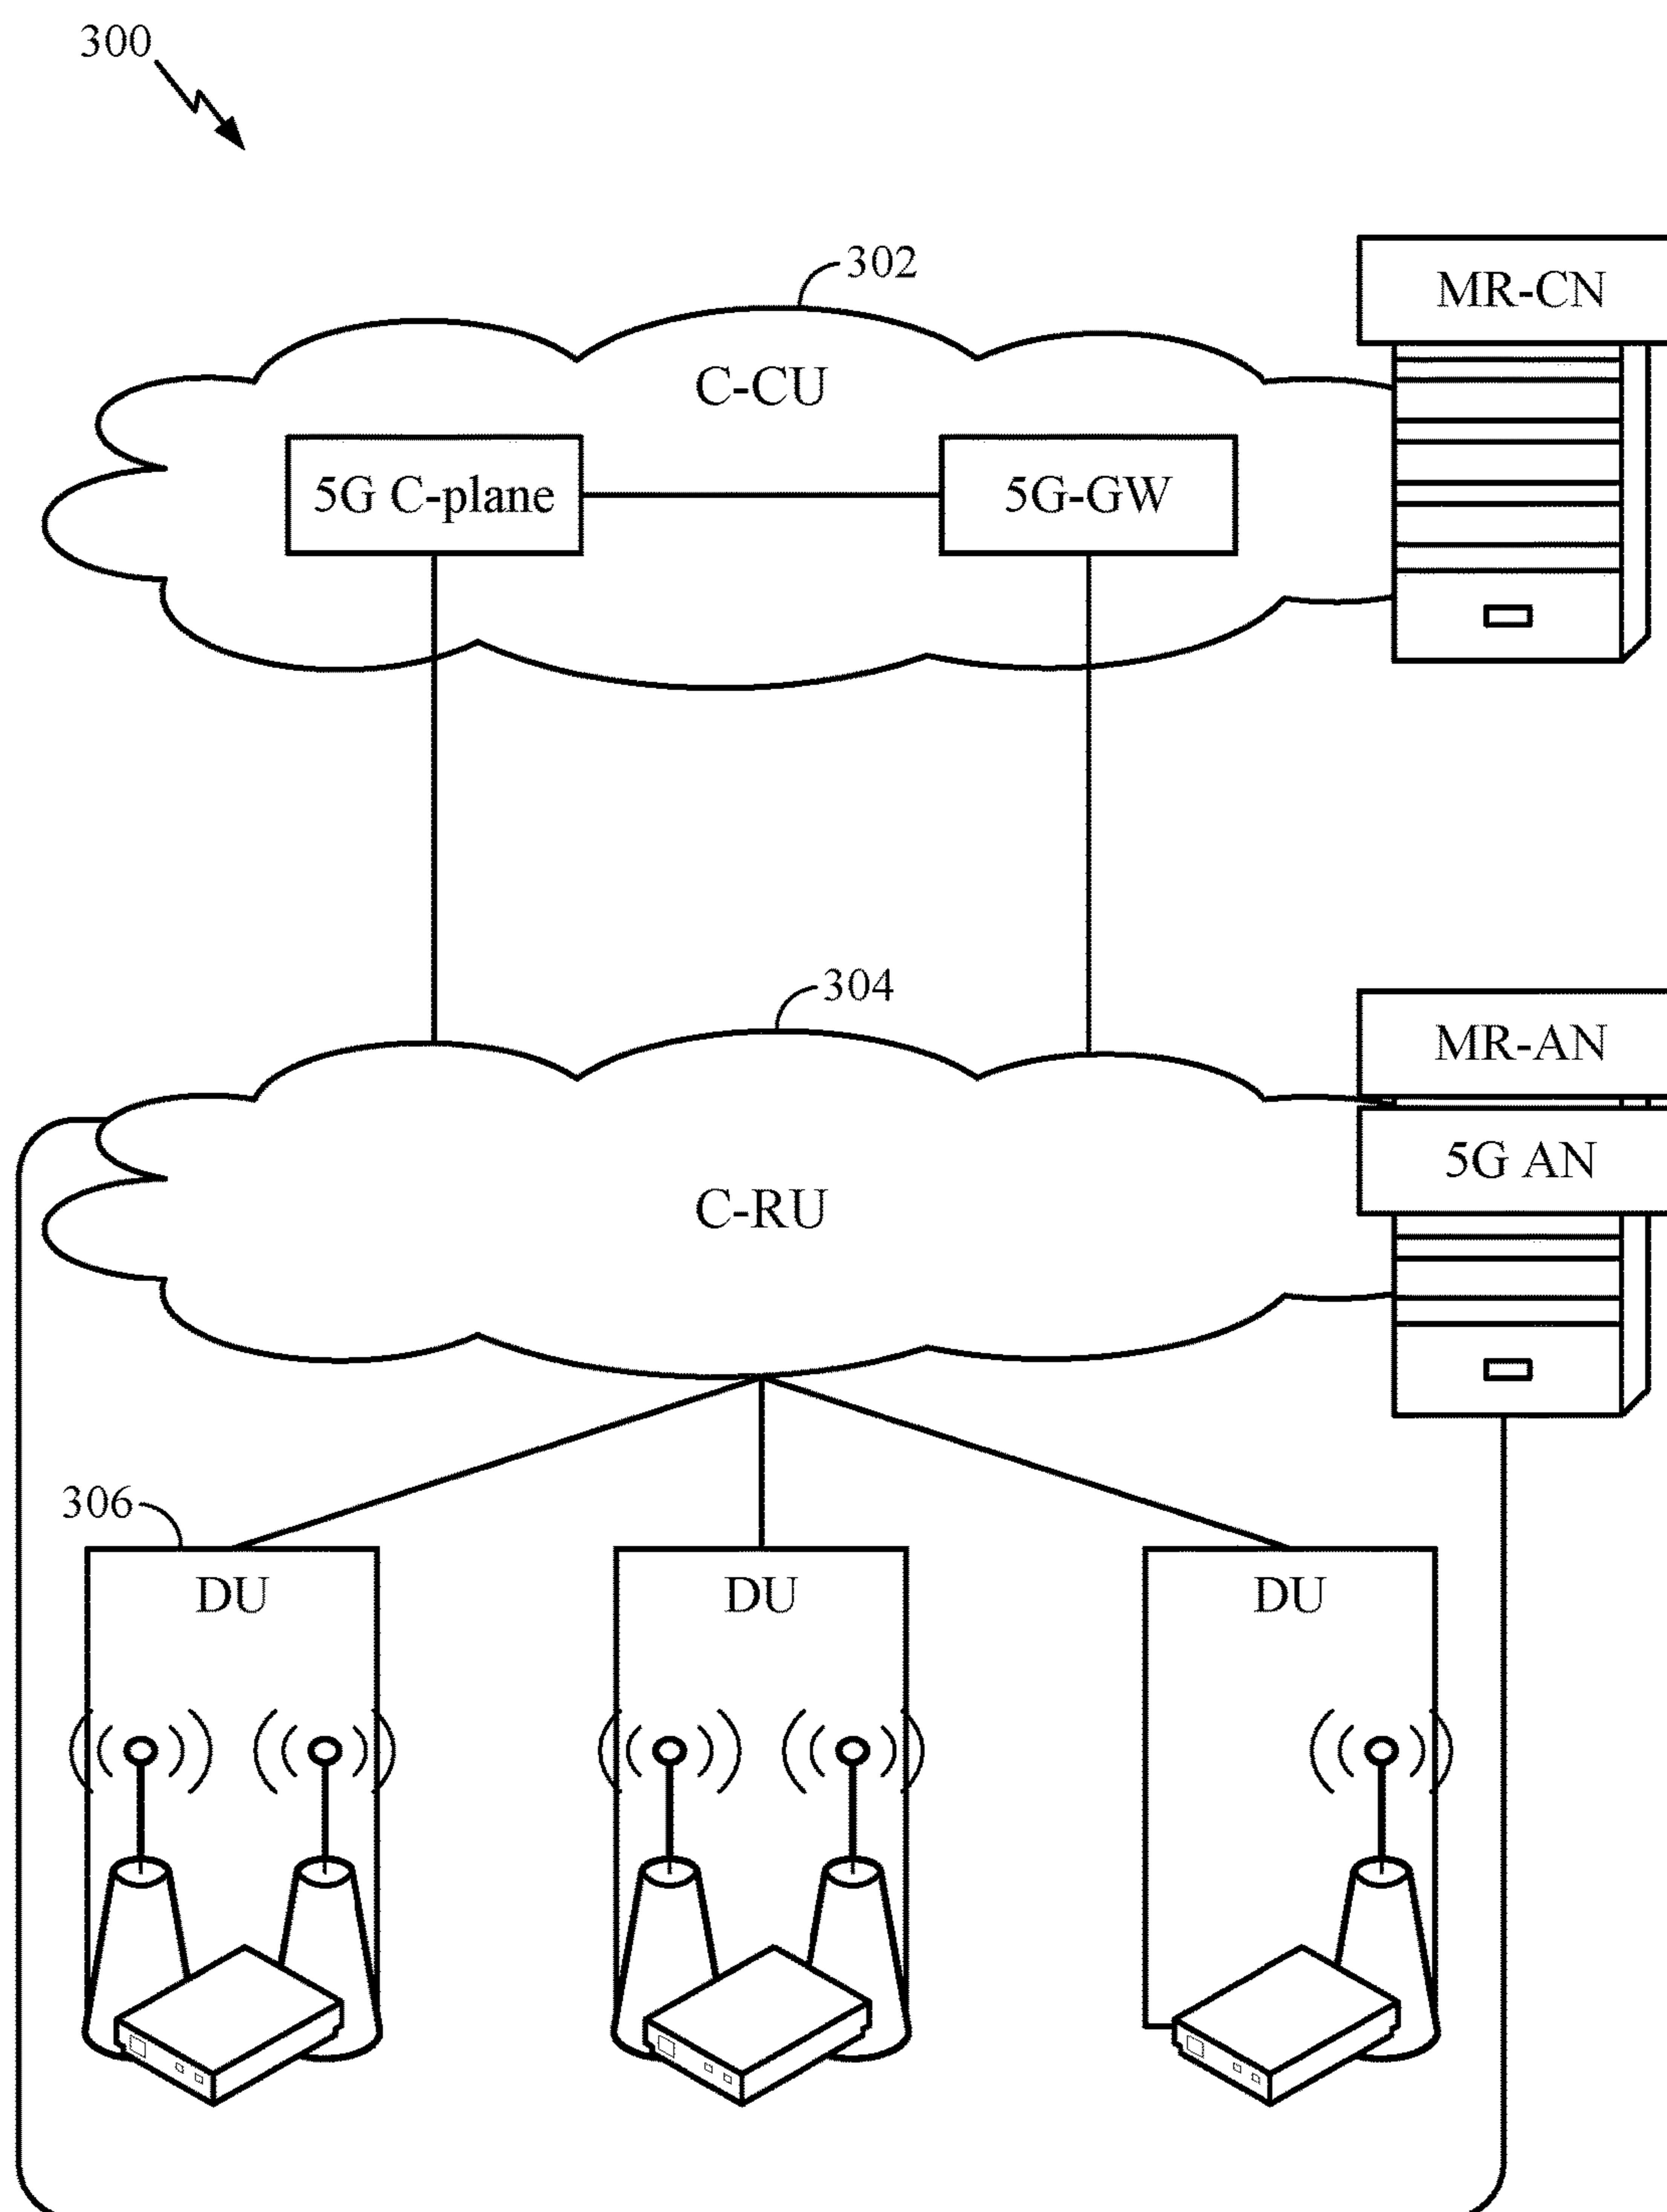 300
302
MR-CN
C-CU
5G C-plane
5G-GW
304
MR-AN
5G AN
C-RU
306
DU
DU
DU